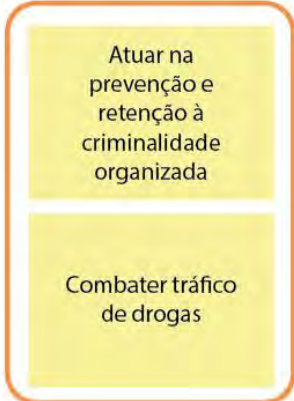 Atuar na
prevenção e
retenção à
criminalidade
organizada
Combater tráfico
de drogas